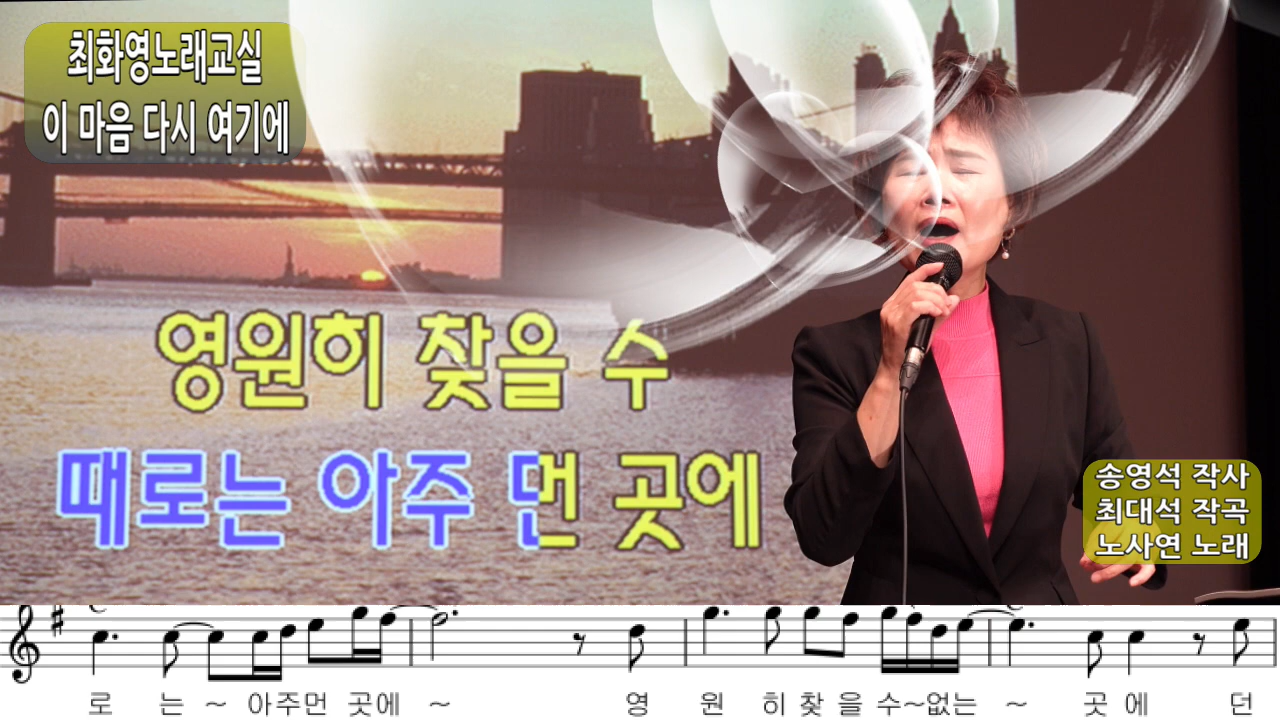 최화영노래교실
이 마음 다시 여기에
영원히 찾을 수
때로는 아주 먼 곳에
송영석 작사
최대석 작곡
노사연 노래
로 는 ~ 아주먼 곳에 ~ 영 원 히 찾 을 수~없는 ~ 곳 에 던